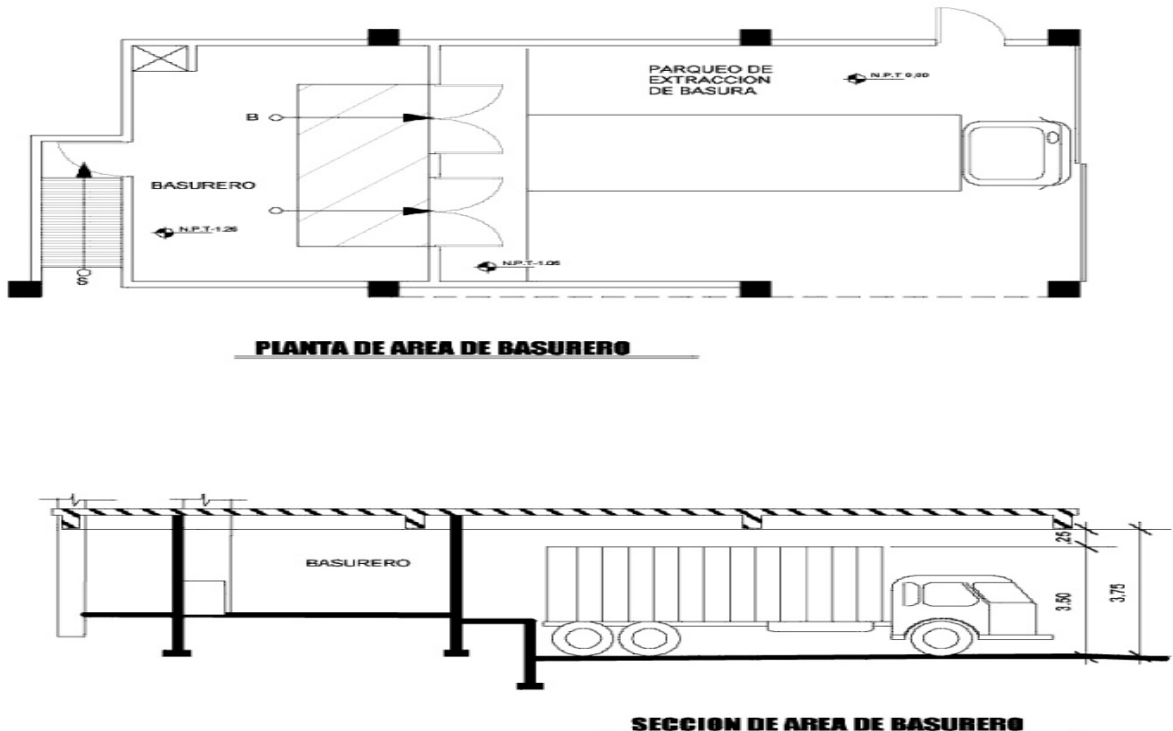 PARQUEO DE
EXTRACCION
DE BASURA
N.P.T 0,00
B
BASURERO
N.P.T-1.26
N.P.T-1.06
S
PLANTA DE AREA DE BASURERO
BASURERO
.25
3.50
3.75
SECCION DE AREA DE BASURERO